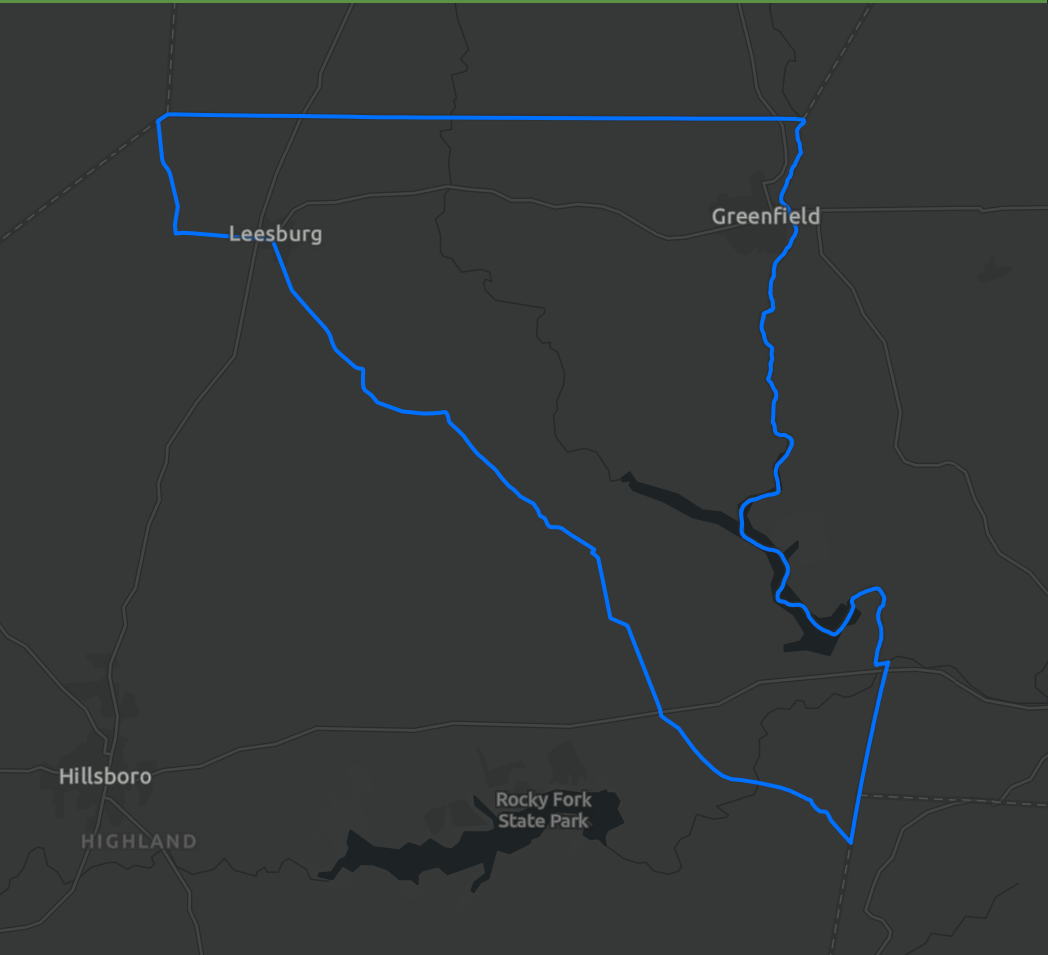 Greenfield
Leesburg
Hillsboro
Rocky Fork
State Park
HIGHLAND